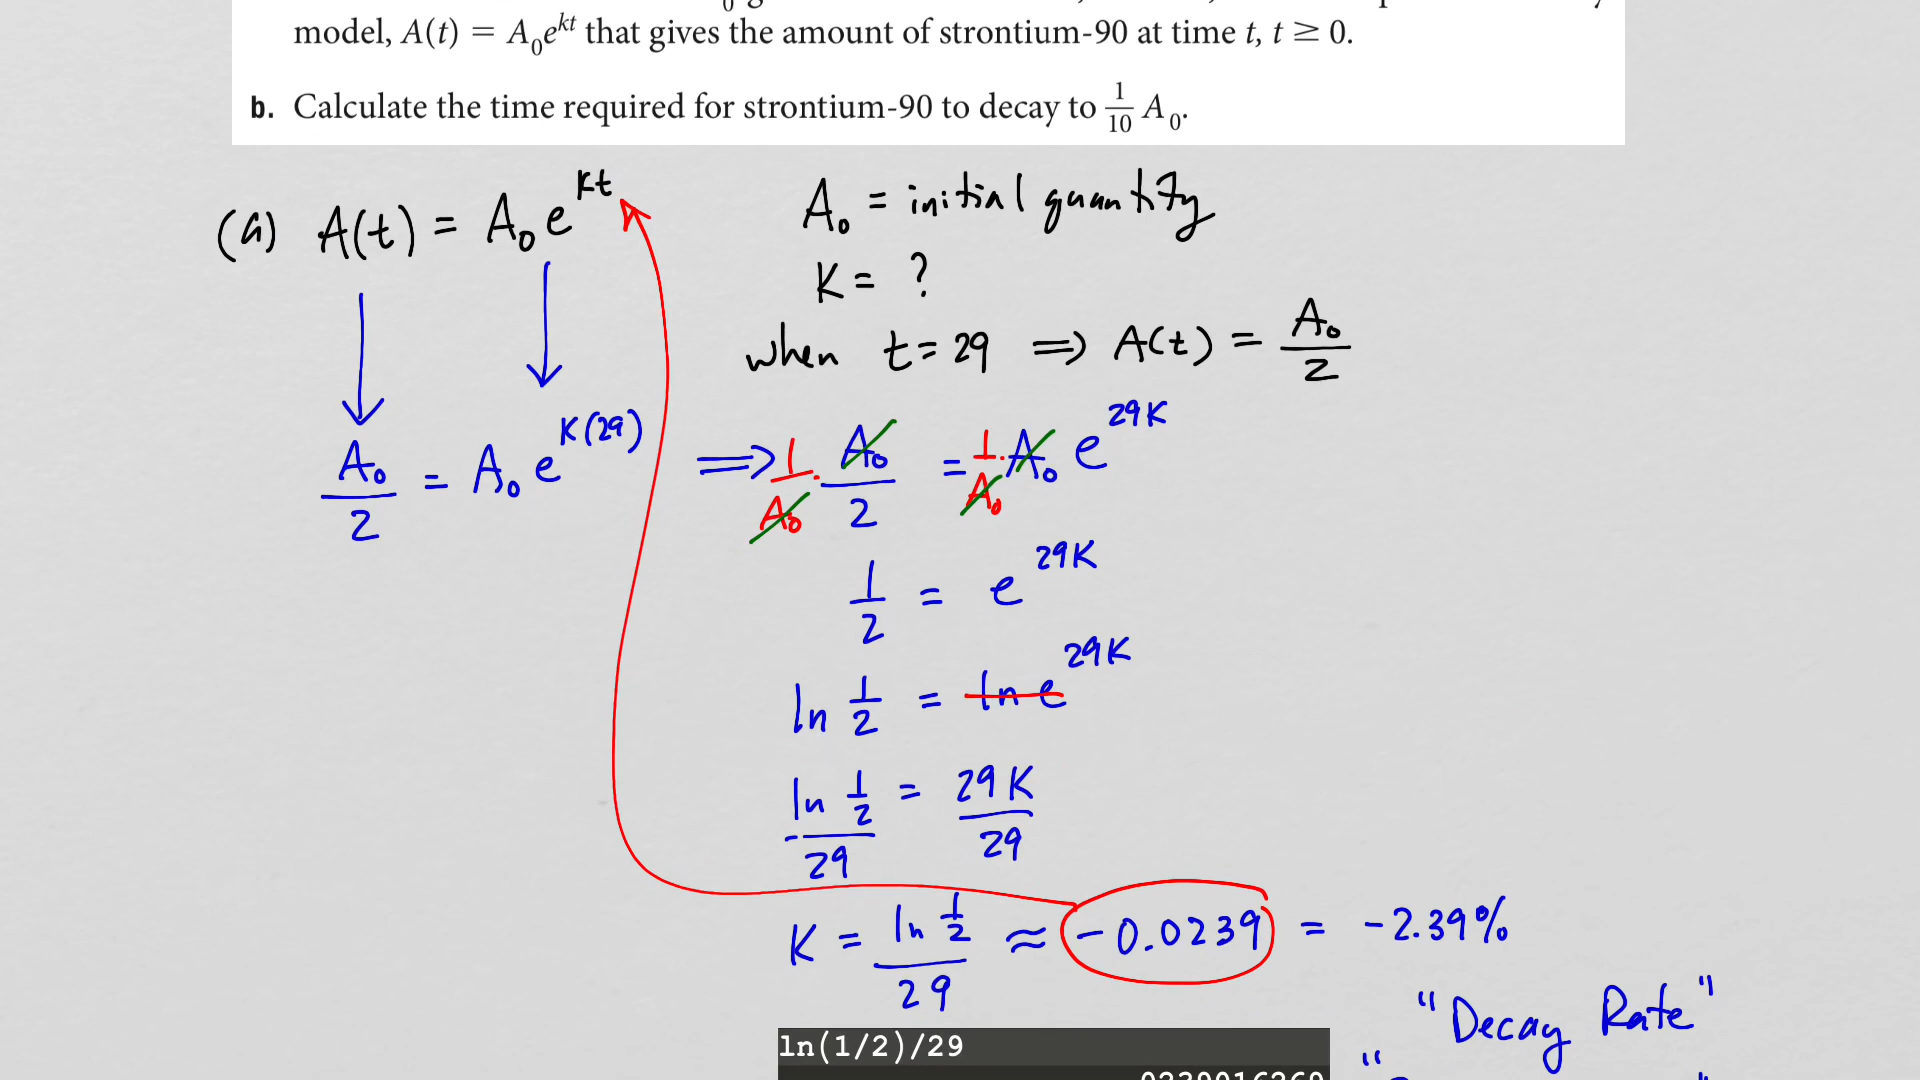 model, A(t) = A₀eᵏᵗ that gives the amount of strontium-90 at time t, t ≥ 0.
b. Calculate the time required for strontium-90 to decay to 1/10 A₀.
(a) A(t) = A₀e^kt
A₀ = initial quantity
K = ?
when t = 29 ⇒ A(t) = A₀/2
A₀/2 = A₀e^K(29) ⇒ 1/A₀ · A₀/2 = 1/A₀ · A₀ e^29K
1/2 = e^29K
ln 1/2 = ln e^29K
ln 1/2 / 29 = 29K / 29
K = ln 1/2 / 29 ≈ -0.0239 = -2.39%
"Decay Rate"
ln(1/2)/29